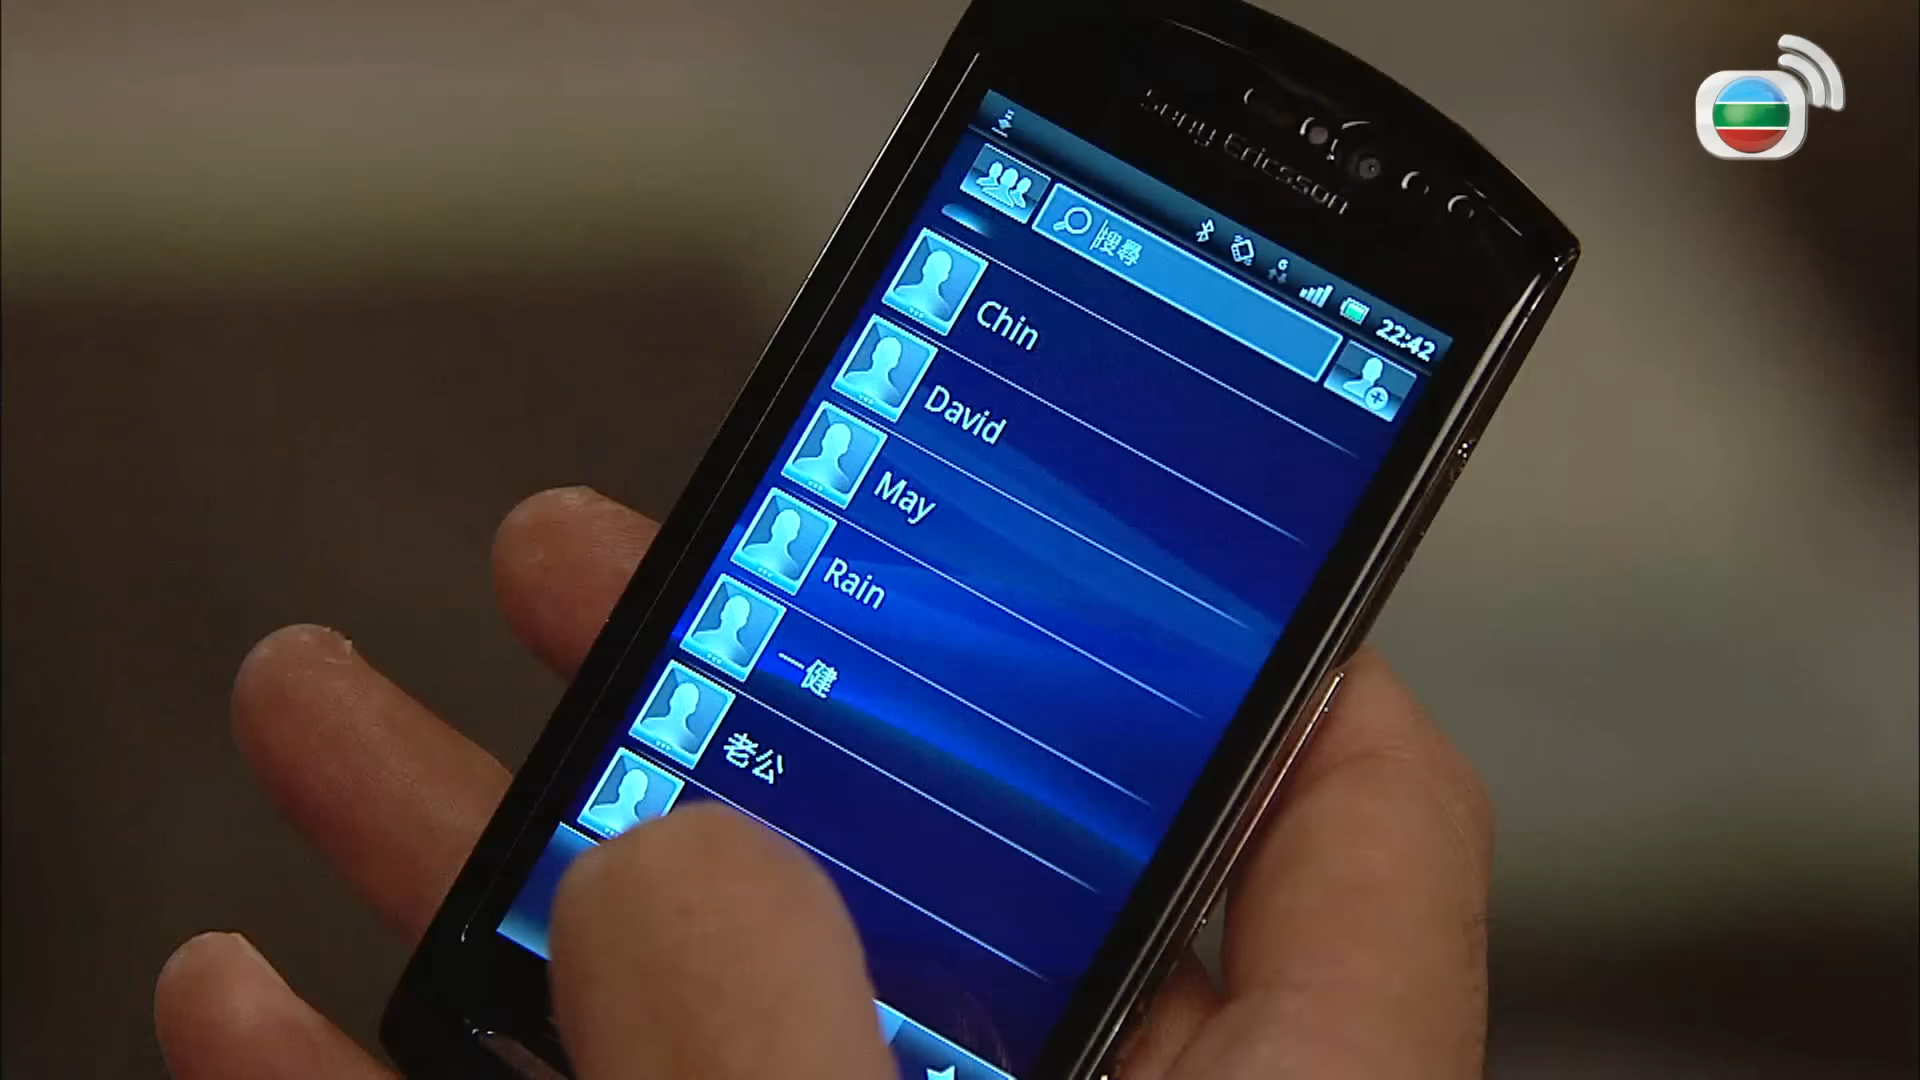 Sony Ericsson
22:42
搜尋
Chin
David
May
Rain
一健
老公